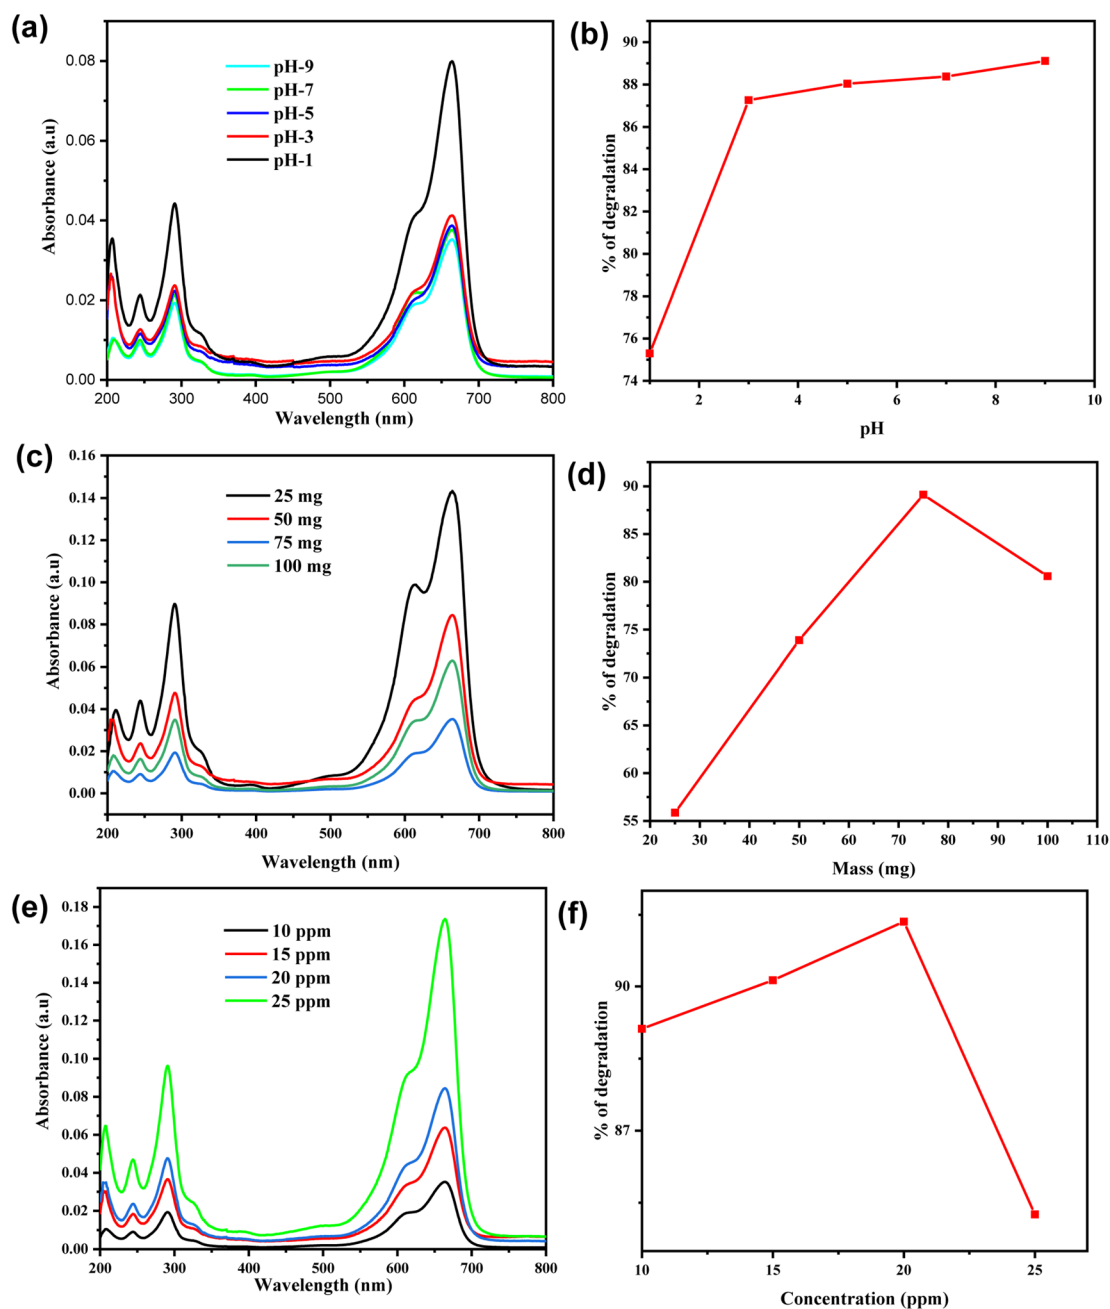 (a)
pH-9
pH-7
pH-5
pH-3
pH-1
0.08
0.06
0.04
0.02
0.00
Absorbance (a.u)
200 300 400 500 600 700 800
Wavelength (nm)
(b)
90
88
86
84
82
80
78
76
74
% of degradation
2 4 6 8 10
pH
(c)
25 mg
50 mg
75 mg
100 mg
0.16
0.14
0.12
0.10
0.08
0.06
0.04
0.02
0.00
Absorbance (a.u)
200 300 400 500 600 700 800
Wavelength (nm)
(d)
90
85
80
75
70
65
60
55
% of degradation
20 30 40 50 60 70 80 90 100 110
Mass (mg)
(e)
10 ppm
15 ppm
20 ppm
25 ppm
0.18
0.16
0.14
0.12
0.10
0.08
0.06
0.04
0.02
0.00
Absorbance (a.u)
200 300 400 500 600 700 800
Wavelength (nm)
(f)
90
87
% of degradation
10 15 20 25
Concentration (ppm)